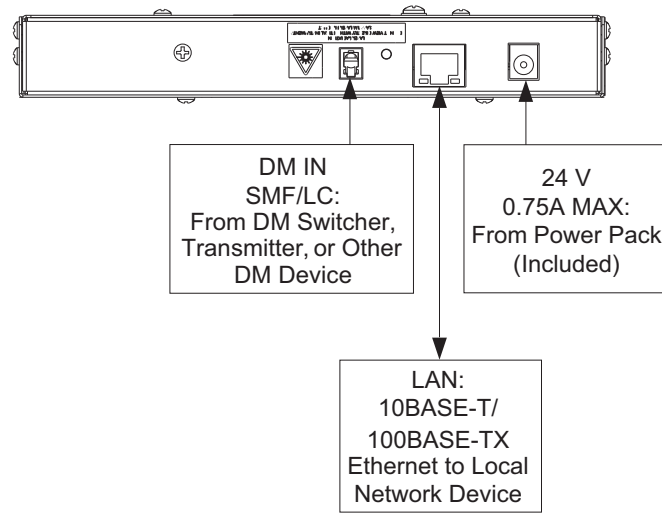 DM IN
SMF/LC:
From DM Switcher,
Transmitter, or Other
DM Device
24 V
0.75A MAX:
From Power Pack
(Included)
LAN:
10BASE-T/
100BASE-TX
Ethernet to Local
Network Device